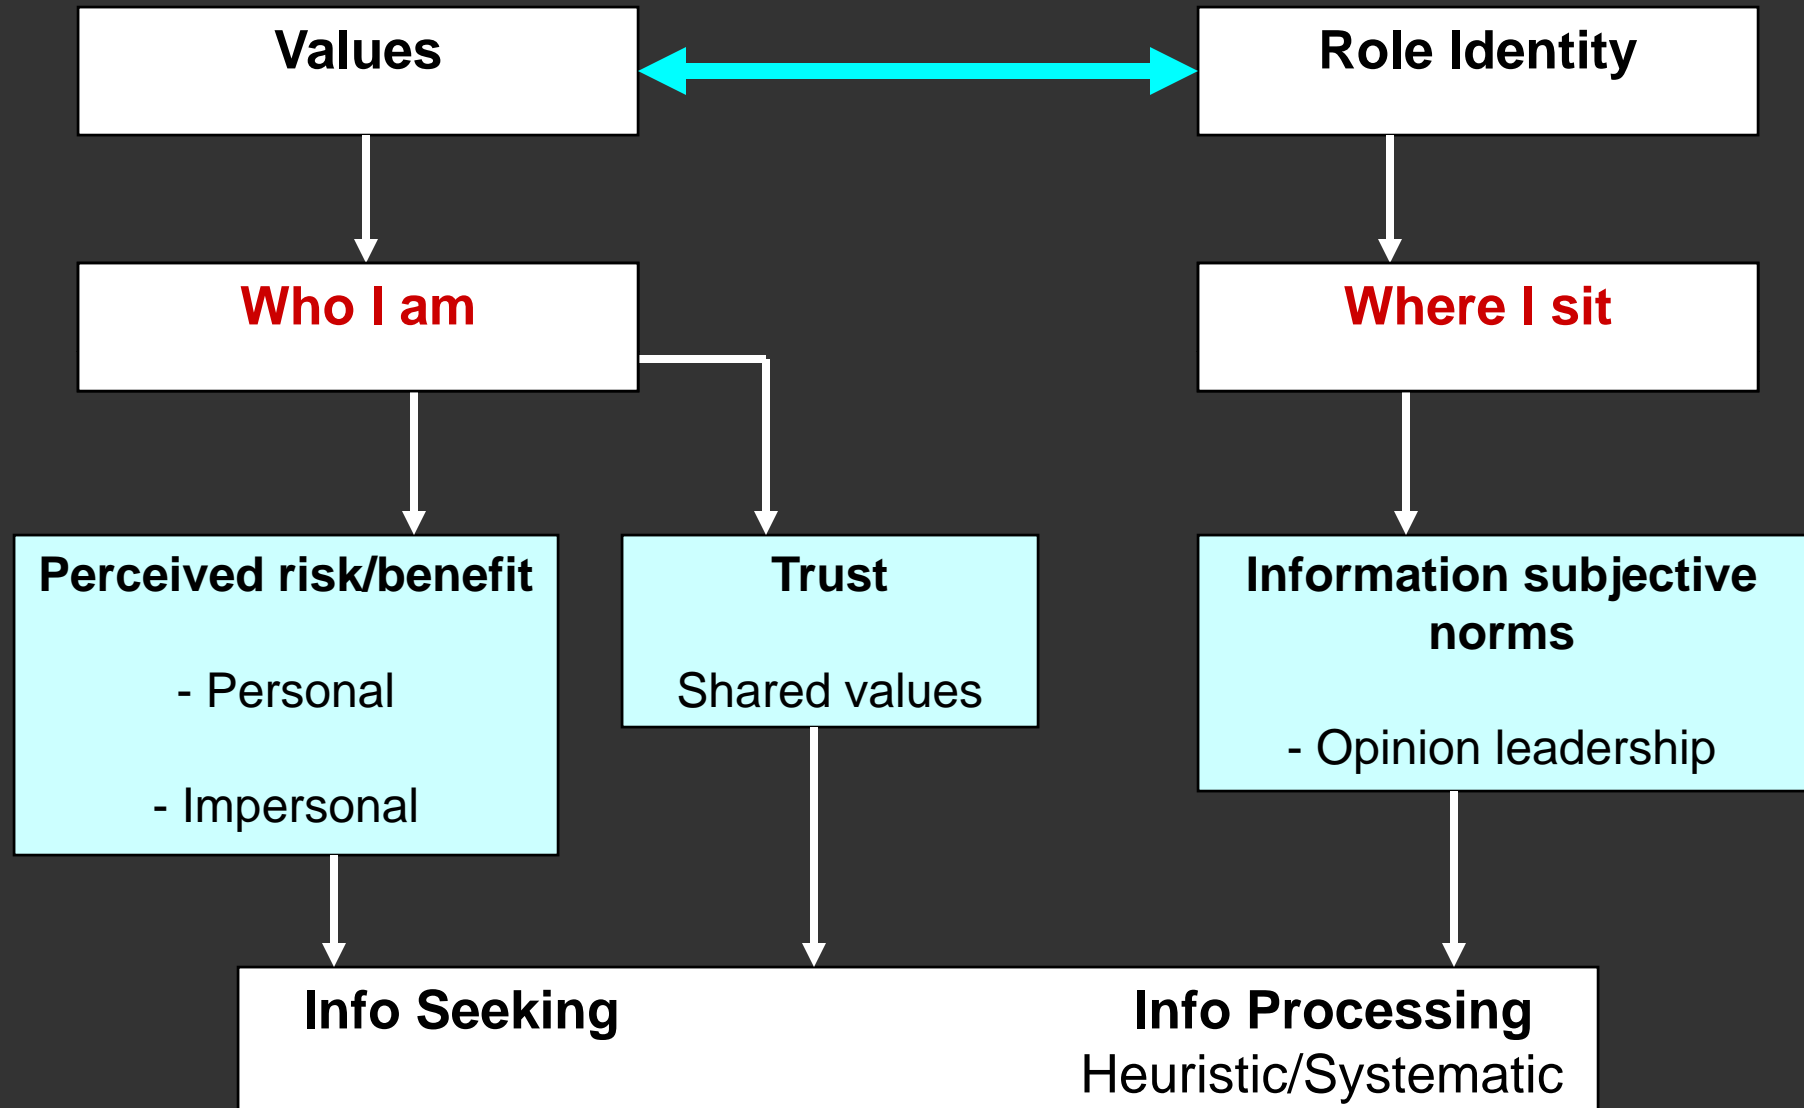 Values
Role Identity
Who I am
Where I sit
Perceived risk/benefit
- Personal
- Impersonal
Trust
Shared values
Information subjective
norms
- Opinion leadership
Info Seeking
Info Processing
Heuristic/Systematic